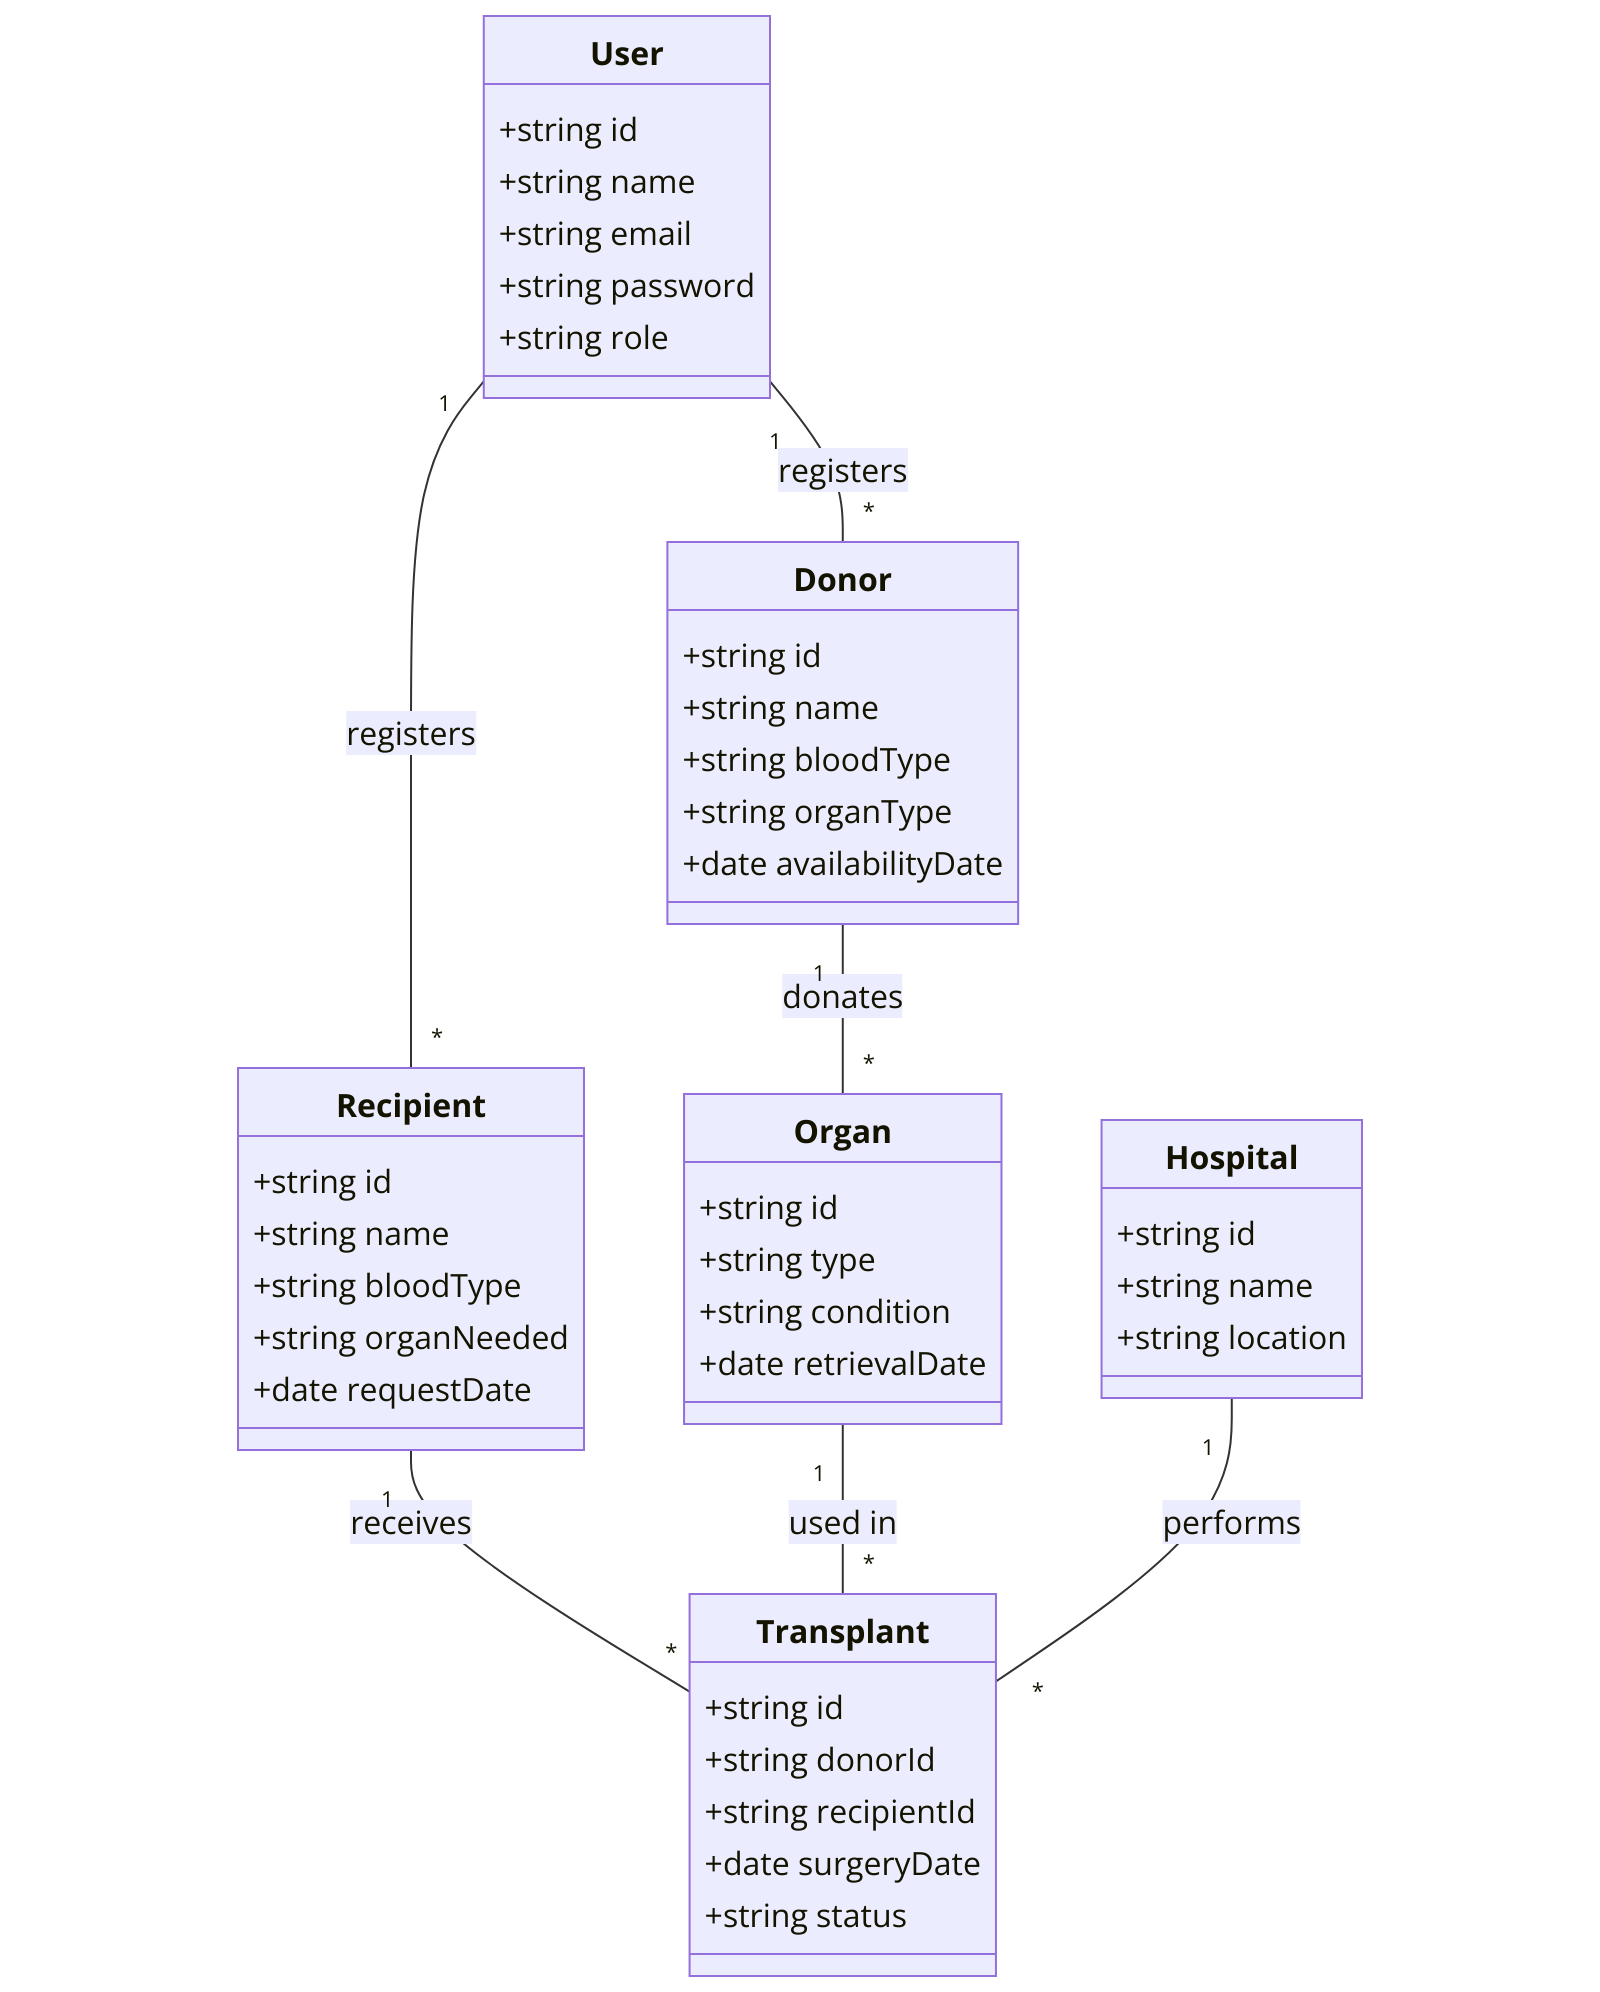 User
+string id
+string name
+string email
+string password
+string role
1
1
registers
*
Donor
+string id
+string name
+string bloodType
+string organType
+date availabilityDate
registers
1
donates
*
*
Recipient
+string id
+string name
+string bloodType
+string organNeeded
+date requestDate
Organ
+string id
+string type
+string condition
+date retrievalDate
Hospital
+string id
+string name
+string location
1
receives
1
used in
1
performs
*
*
*
Transplant
+string id
+string donorId
+string recipientId
+date surgeryDate
+string status